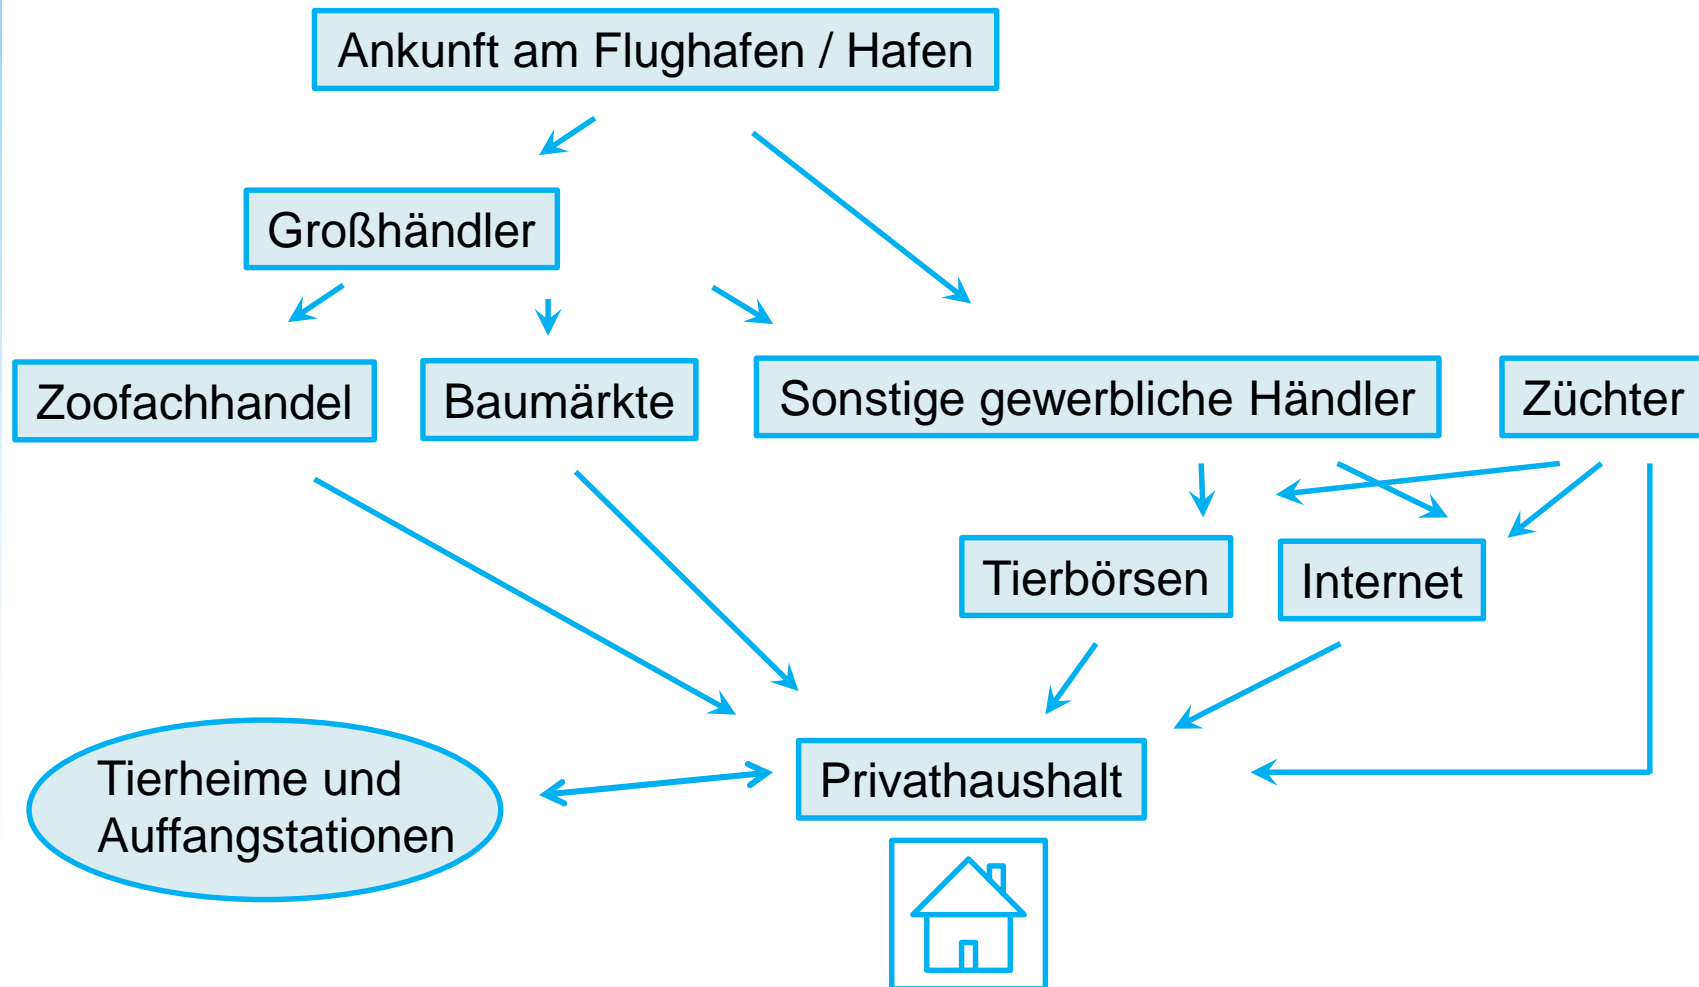 Ankunft am Flughafen / Hafen
Großhändler
Zoofachhandel
Baumärkte
Sonstige gewerbliche Händler
Züchter
Tierbörsen
Internet
Tierheime und
Auffangstationen
Privathaushalt